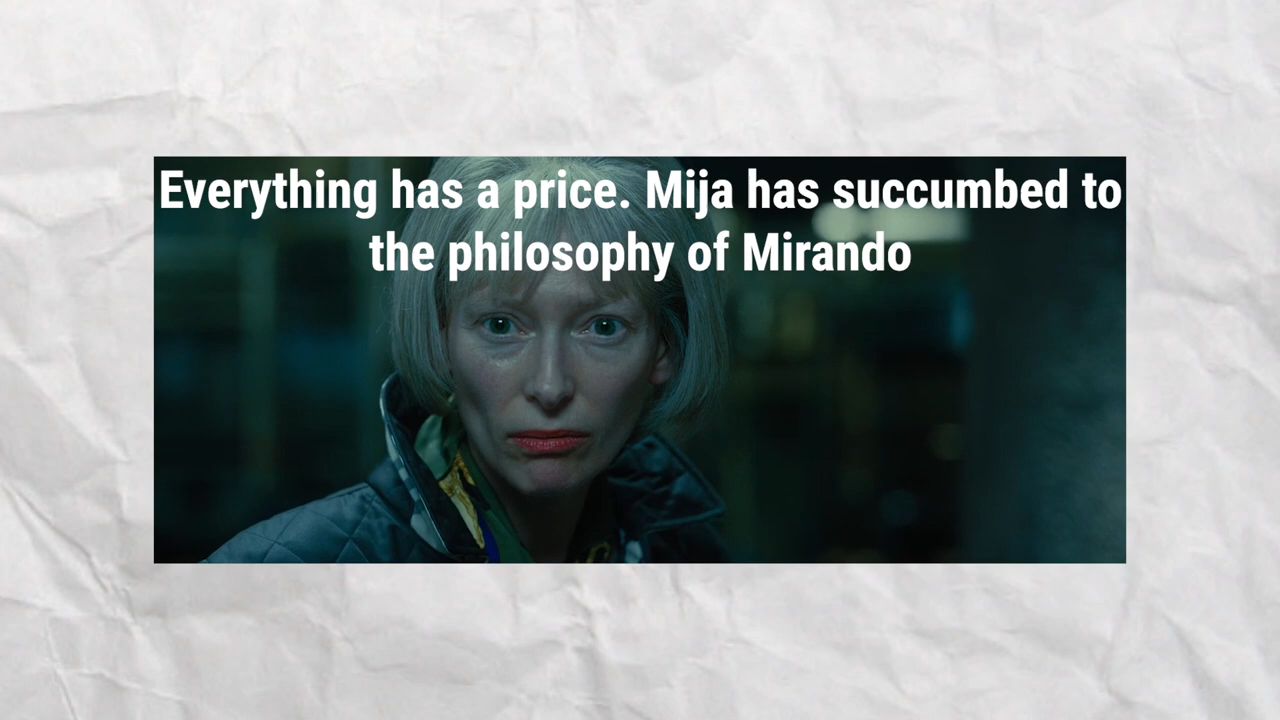 Everything has a price. Mija has succumbed to
the philosophy of Mirando